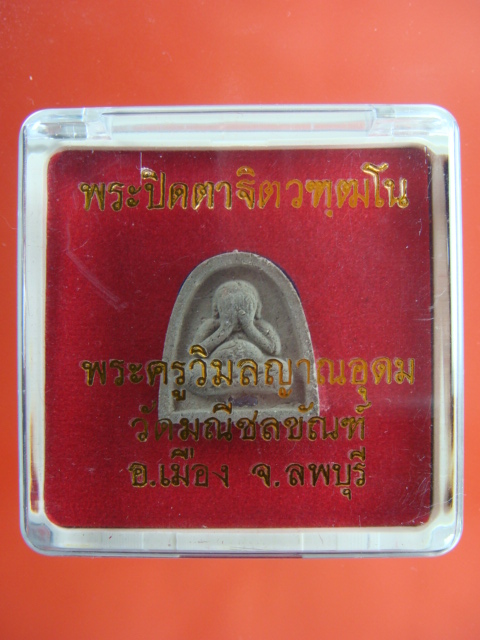 พระปิดตาจิตวฑฺฒโน
พระครูวิมลญาณอุดม
วัดมณีชลขัณฑ์
อ.เมือง จ.ลพบุรี